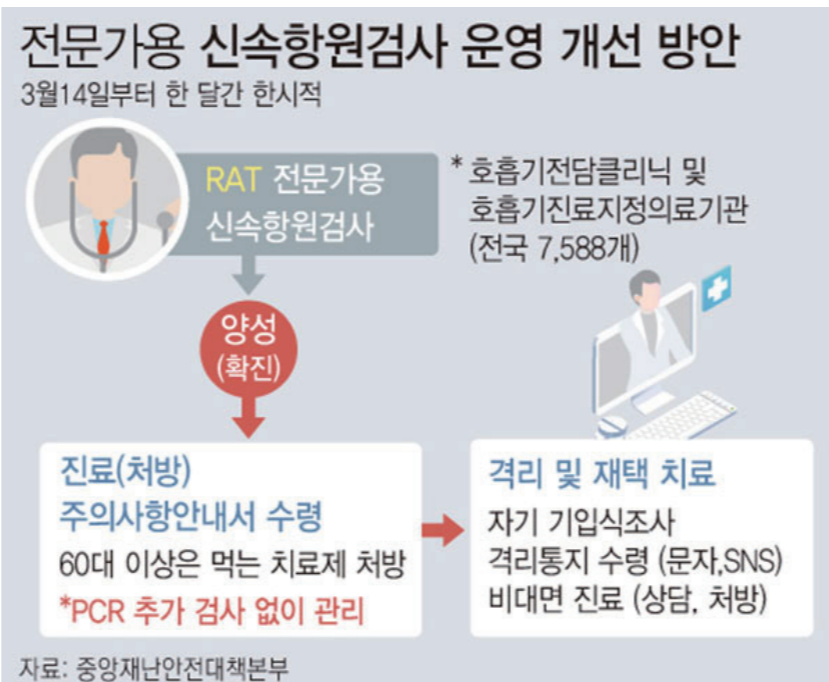 전문가용 신속항원검사 운영 개선 방안
3월14일부터 한 달간 한시적
RAT 전문가용
신속항원검사
* 호흡기전담클리닉 및
호흡기진료지정의료기관
(전국 7,588개)
양성
(확진)
진료(처방)
주의사항안내서 수령
60대 이상은 먹는 치료제 처방
*PCR 추가 검사 없이 관리
격리 및 재택 치료
자기 기입식조사
격리통지 수령 (문자,SNS)
비대면 진료 (상담, 처방)
자료: 중앙재난안전대책본부